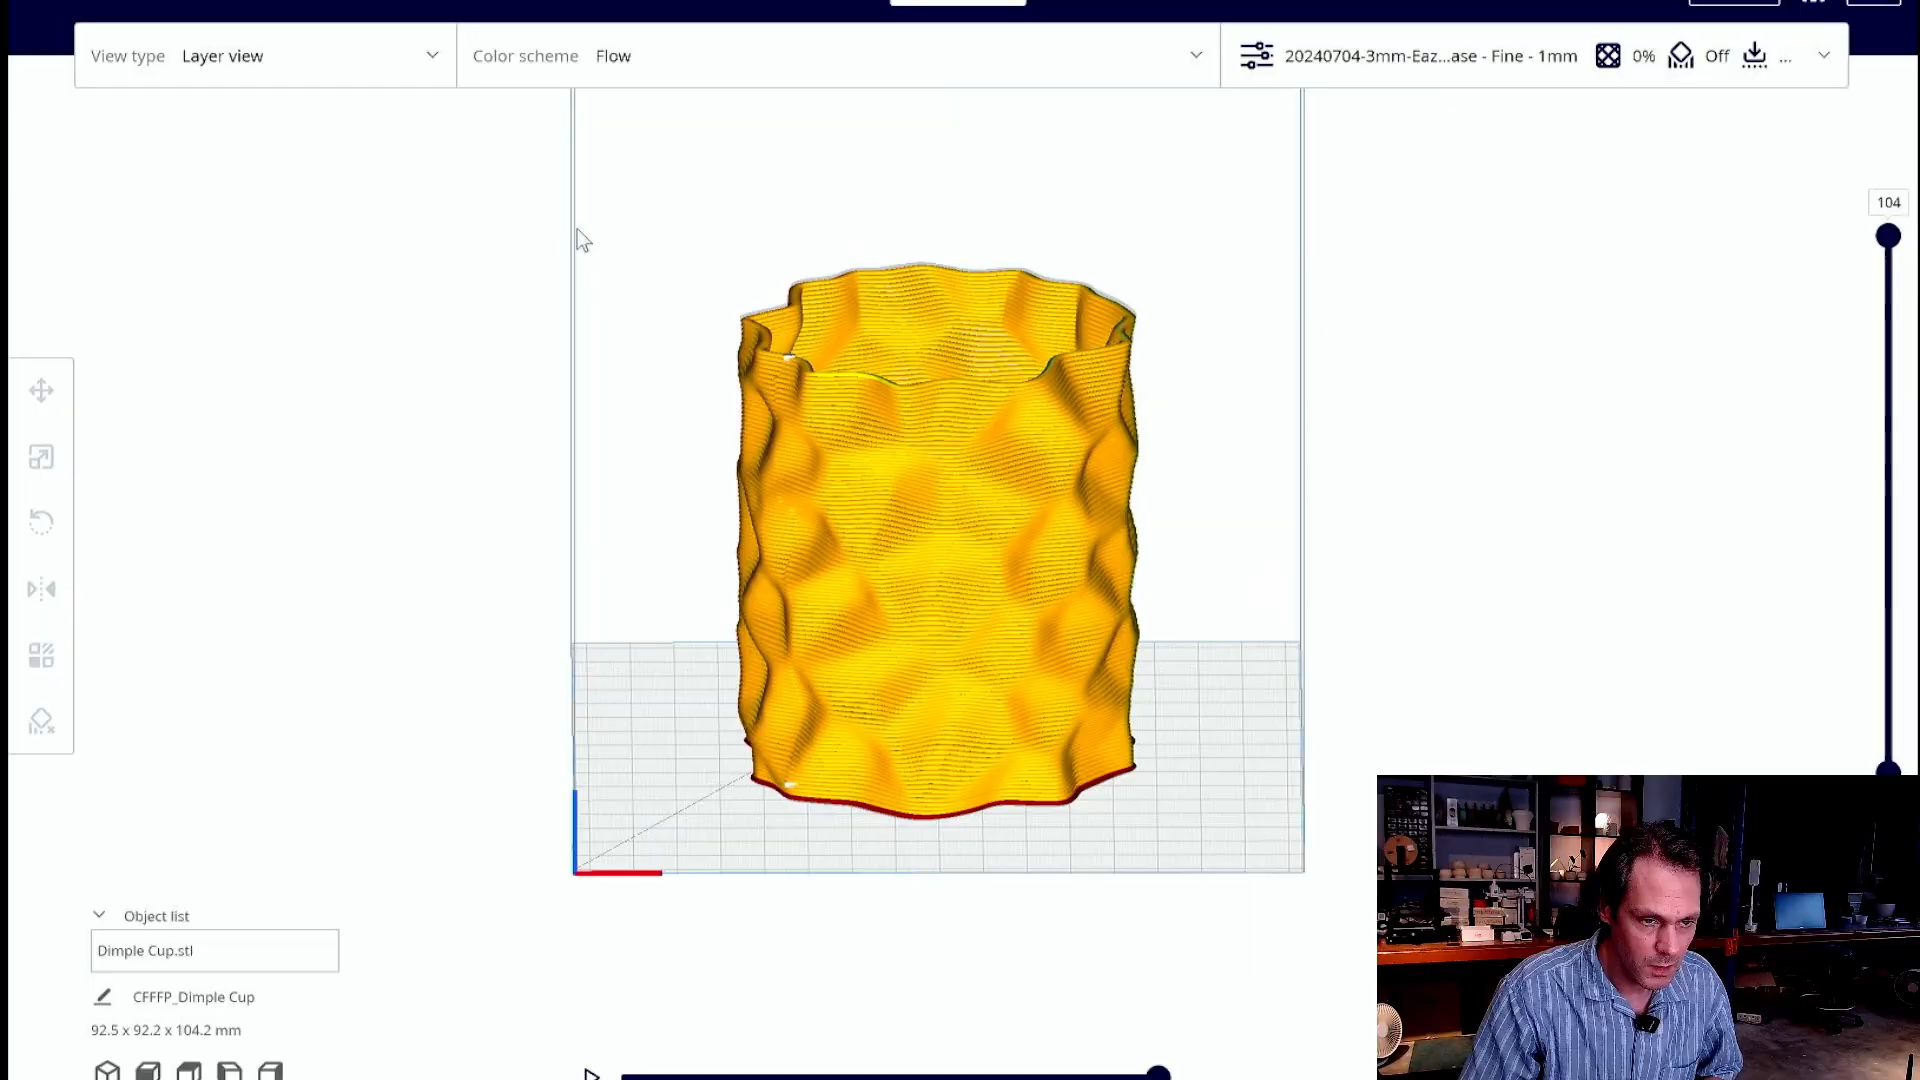 View type Layer view Color scheme Flow 20240704-3mm-Eaz...ase - Fine - 1mm 0% Off ...
104
Object list
Dimple Cup.stl
CFFFP_Dimple Cup
92.5 x 92.2 x 104.2 mm